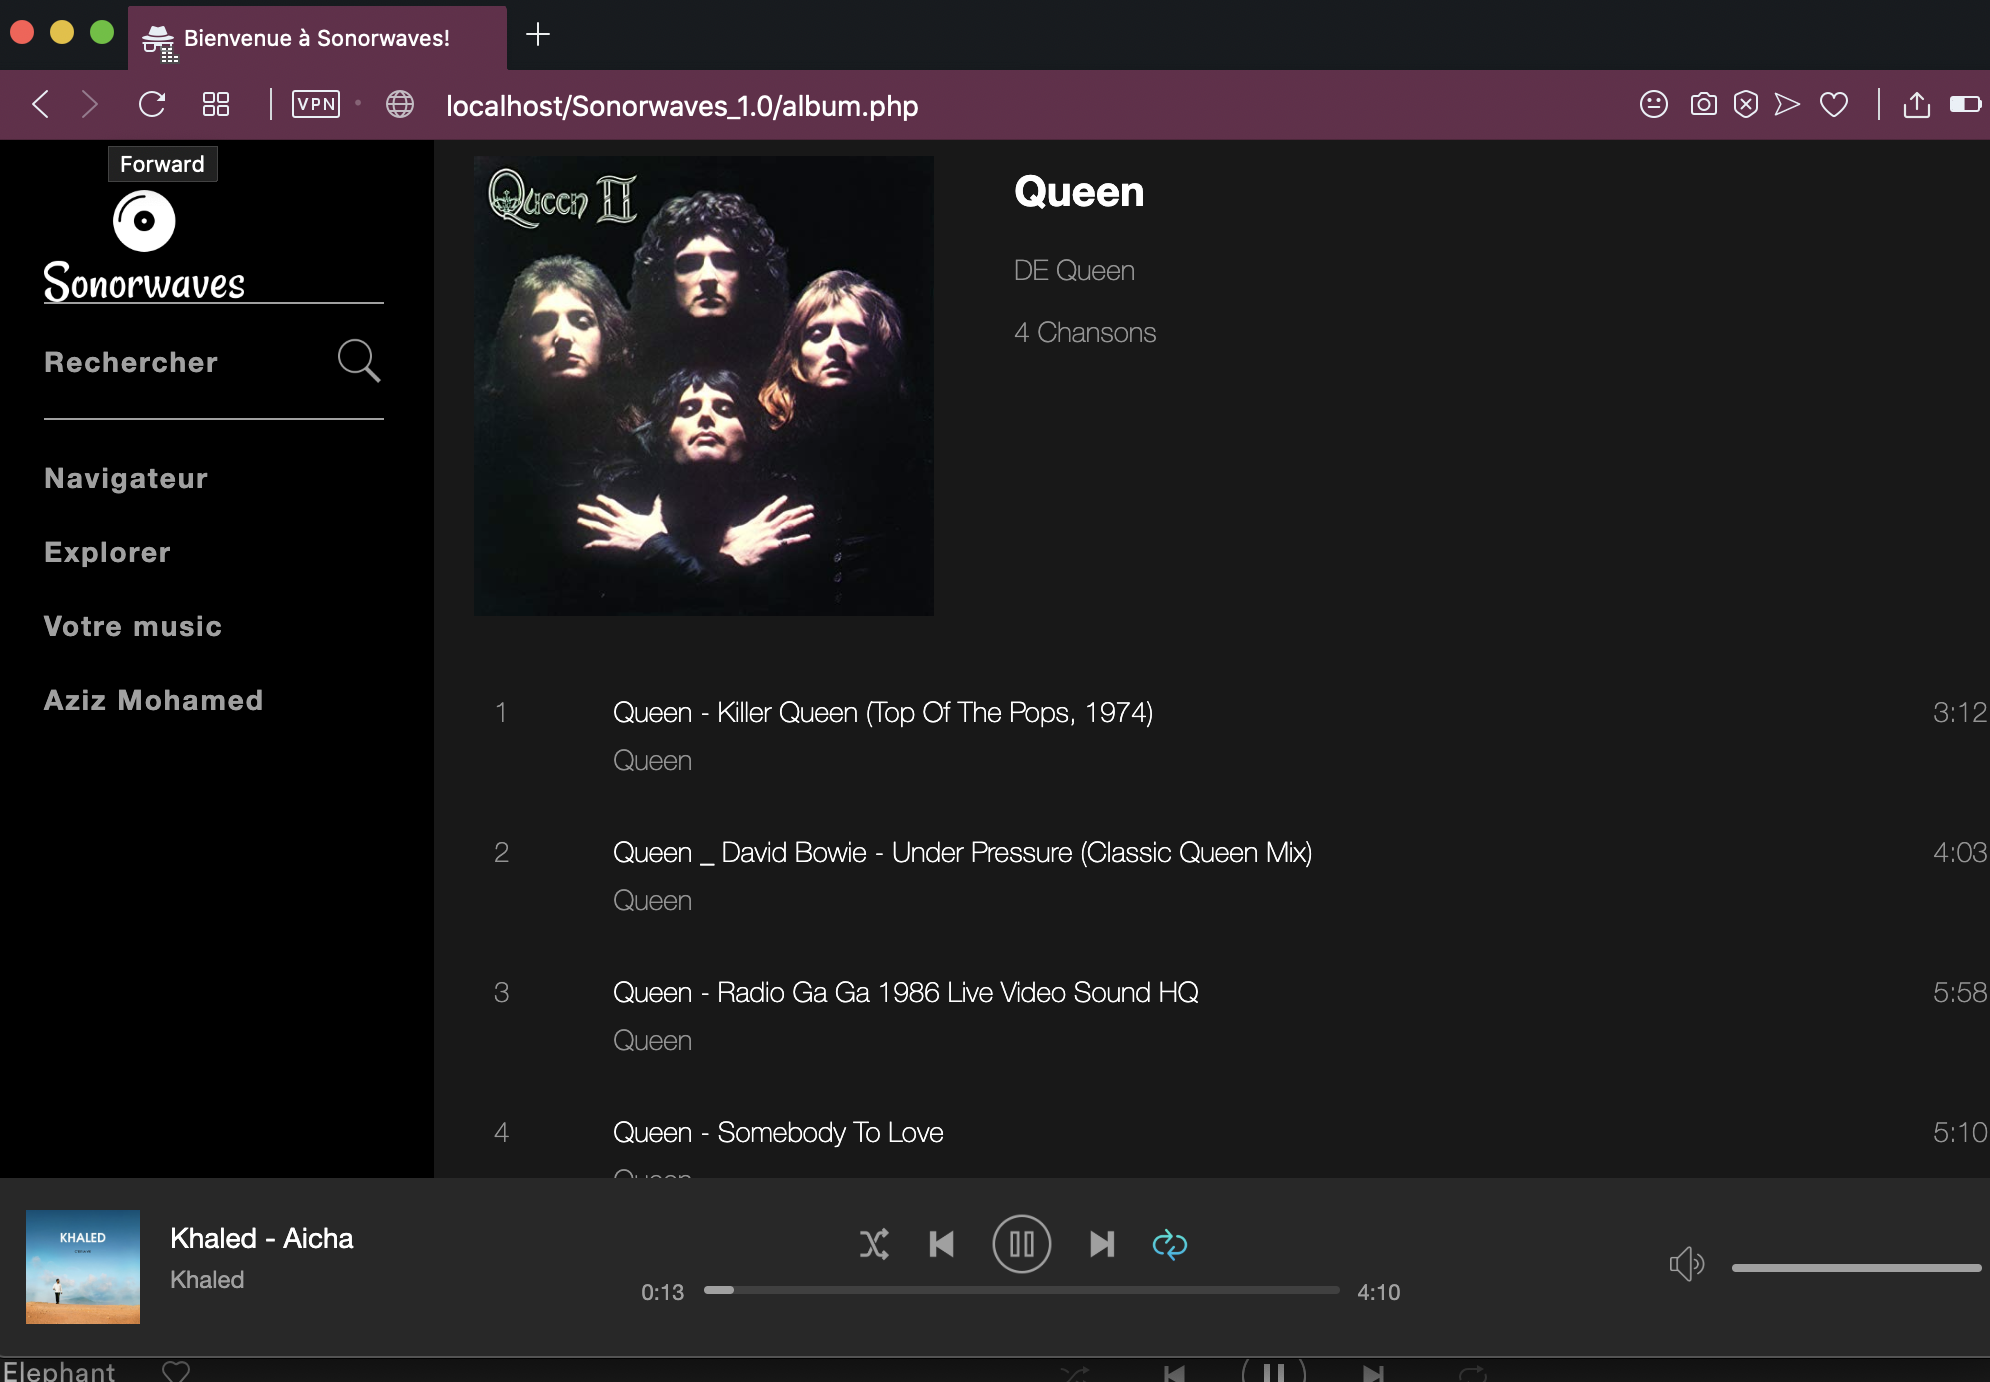 Bienvenue à Sonorwaves!
VPN
localhost/Sonorwaves_1.0/album.php
Forward
Sonorwaves
Rechercher
Navigateur
Explorer
Votre music
Aziz Mohamed
Queen II
Queen
DE Queen
4 Chansons
1 Queen - Killer Queen (Top Of The Pops, 1974) 3:12
Queen
2 Queen _ David Bowie - Under Pressure (Classic Queen Mix) 4:03
Queen
3 Queen - Radio Ga Ga 1986 Live Video Sound HQ 5:58
Queen
4 Queen - Somebody To Love 5:10
Queen
KHALED
Khaled - Aicha
Khaled
0:13 4:10
Elephant